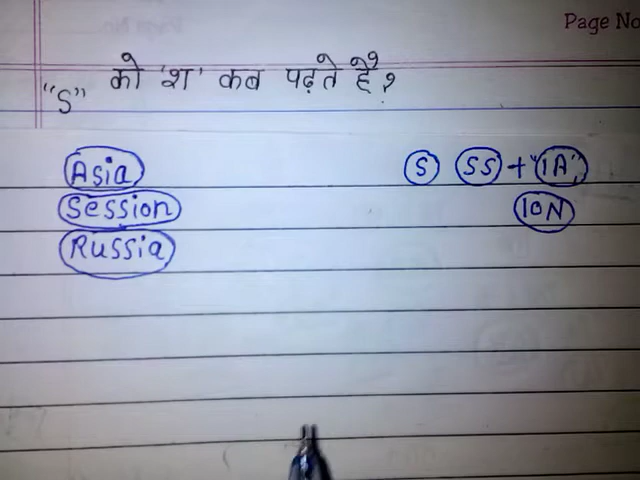 Page No
"S" को 'श' कब पढ़ते है?
Asia S SS + "IA"
Session ION
Russia